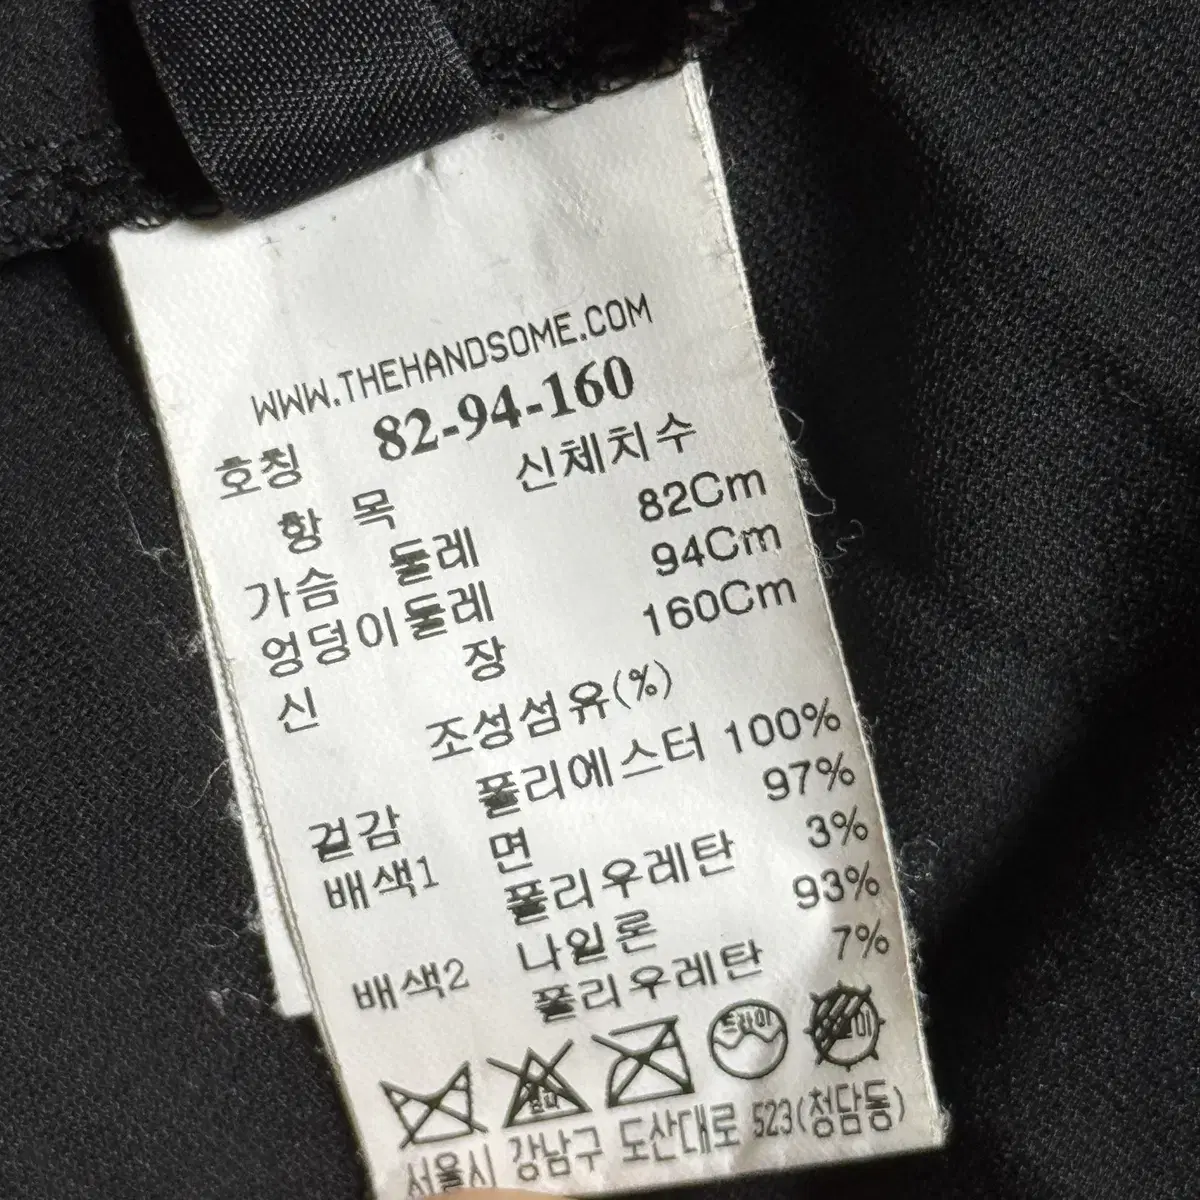 WWW.THEHANDSOME.COM
호칭 82-94-160
항 목 신체치수
가슴 둘레 82Cm
엉덩이둘레 94Cm
신 장 160Cm
조성섬유(%)
겉감 폴리에스터 100%
배색1 면 97%
폴리우레탄 3%
배색2 나일론 93%
폴리우레탄 7%
드라이
서울시 강남구 도산대로 523(청담동)